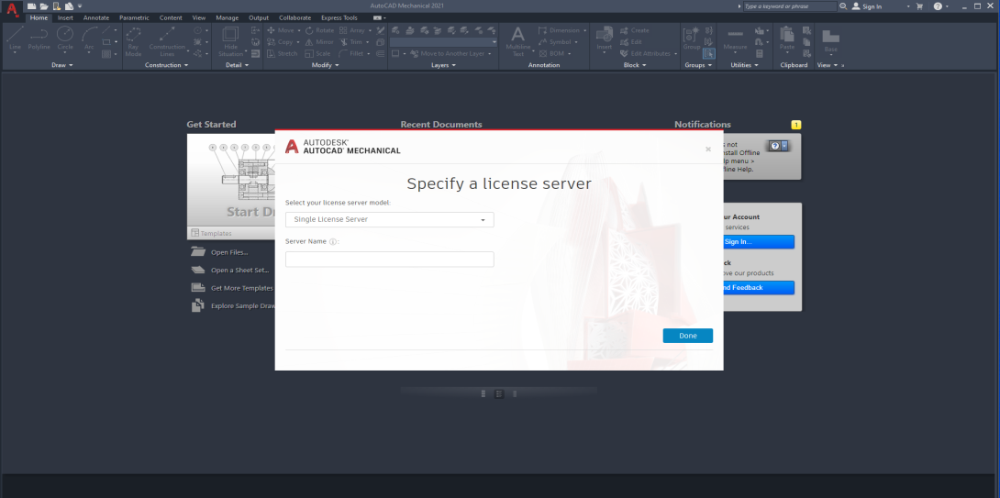 AutoCAD Mechanical 2021
Type a keyword or phrase
Sign In
Home Insert Annotate Parametric Content View Manage Output Collaborate Express Tools
Line Polyline Circle Arc
Ray Mode
Construction Lines
Hide Situation
Move Rotate Array
Copy Mirror Trim
Stretch Scale Fillet
Move to Another Layer
Multiline Text
Dimension
Symbol
BOM
Insert
Create
Edit
Edit Attributes
Group
Measure
Paste
Base
Draw Construction Detail Modify Layers Annotation Block Groups Utilities Clipboard View »
Get Started
Recent Documents
Notifications
1
Start D
Templates
Open Files...
Open a Sheet Set...
Get More Templates
Explore Sample Draw
AUTODESK
AUTOCAD MECHANICAL
Specify a license server
Select your license server model:
Single License Server
Server Name :
Done
not
stall Offline
lp menu >
fline Help.
ur Account
services
Sign In...
ck
ove our products
nd Feedback